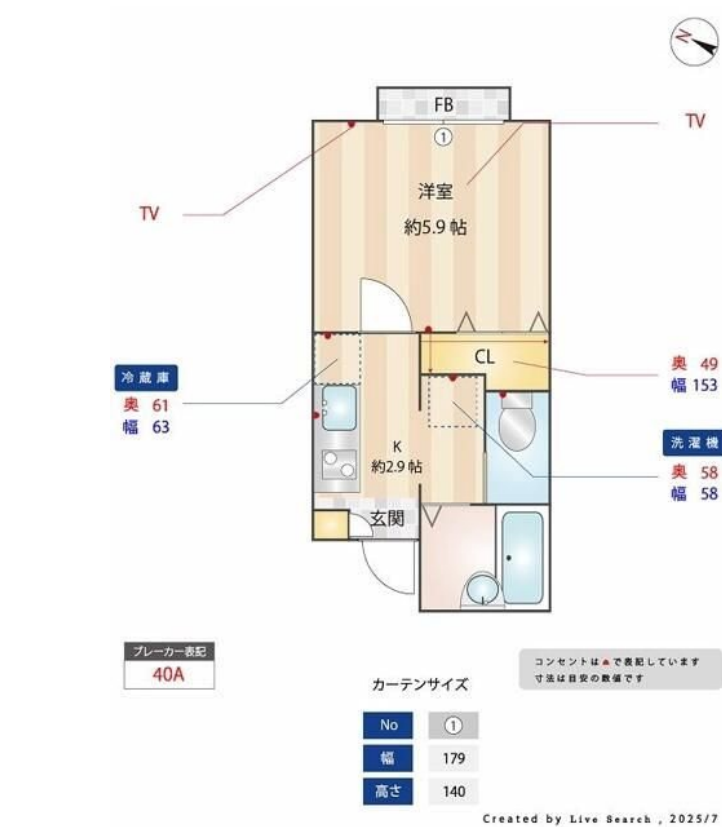 N
FB
①
TV
TV
洋室
約5.9 帖
CL
奥 49
幅 153
冷蔵庫
奥 61
幅 63
K
約2.9 帖
洗濯機
奥 58
幅 58
玄関
ブレーカー表記
40A
コンセントは▲で表記しています
寸法は目安の数値です
カーテンサイズ
No ①
幅 179
高さ 140
Created by Live Search , 2025/7